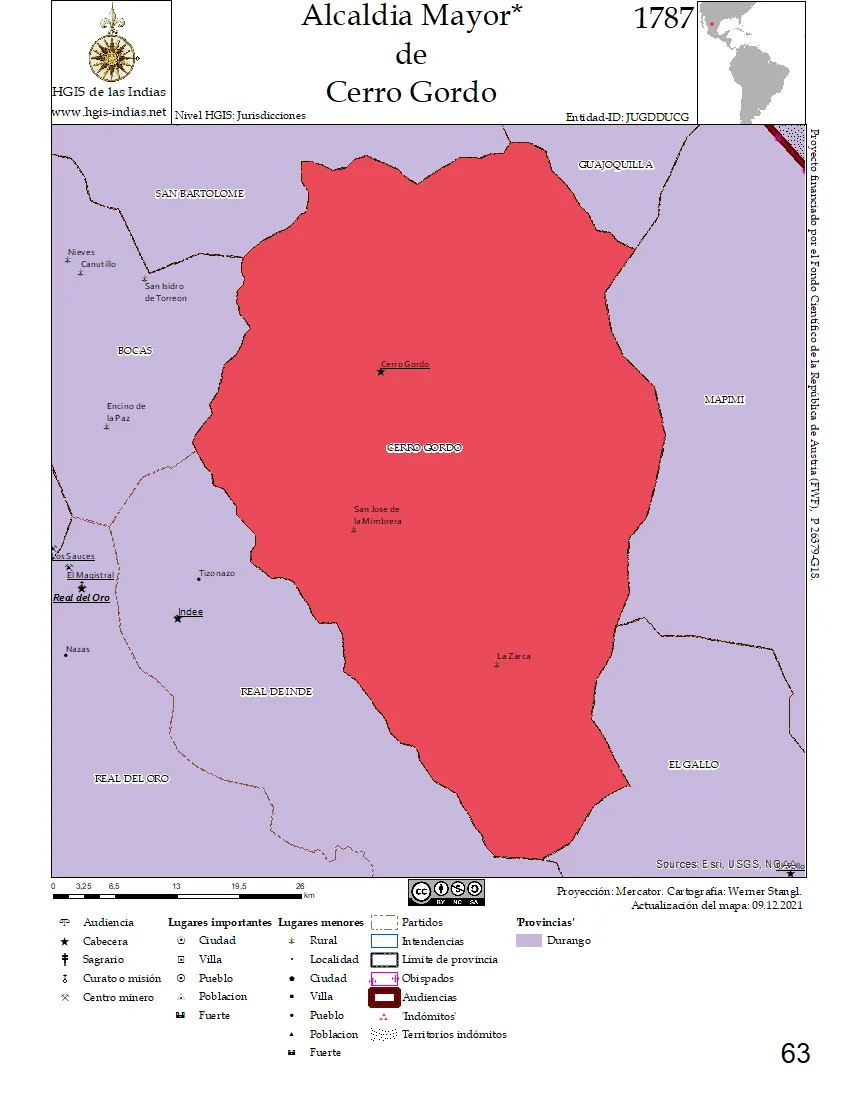 Alcaldia Mayor*
de
Cerro Gordo
1787
HGIS de las Indias
www.hgis-indias.net
Nivel HGIS: Jurisdicciones
Entidad-ID: JUGDDUCG
Proyecto financiado por el Fondo Científico de la República de Austria (FWF), P 26379-G18.
GUAJOQUILLA
SAN BARTOLOME
Nieves
Canutillo
San Isidro
de Torreon
BOCAS
Cerro Gordo
MAPIMI
Encino de
la Paz
CERRO GORDO
San Jose de
la Mimbrera
Los Sauces
El Magistral
Tizonazo
Real del Oro
Indee
Nazas
La Zarca
REAL DE INDE
EL GALLO
REAL DEL ORO
Sources: Esri, USGS, NOAA
0 3,25 6,5 13 19,5 26
km
cc BY NC SA
Proyección: Mercator. Cartografía: Werner Stangl.
Actualización del mapa: 09.12.2021
Audiencia
Cabecera
Sagrario
Curato o misión
Centro minero
Lugares importantes
Ciudad
Villa
Pueblo
Poblacion
Fuerte
Lugares menores
Rural
Localidad
Ciudad
Villa
Pueblo
Poblacion
Fuerte
Partidos
Intendencias
Límite de provincia
Obispados
Audiencias
'Indómitos'
Territorios indómitos
'Provincias'
Durango
63